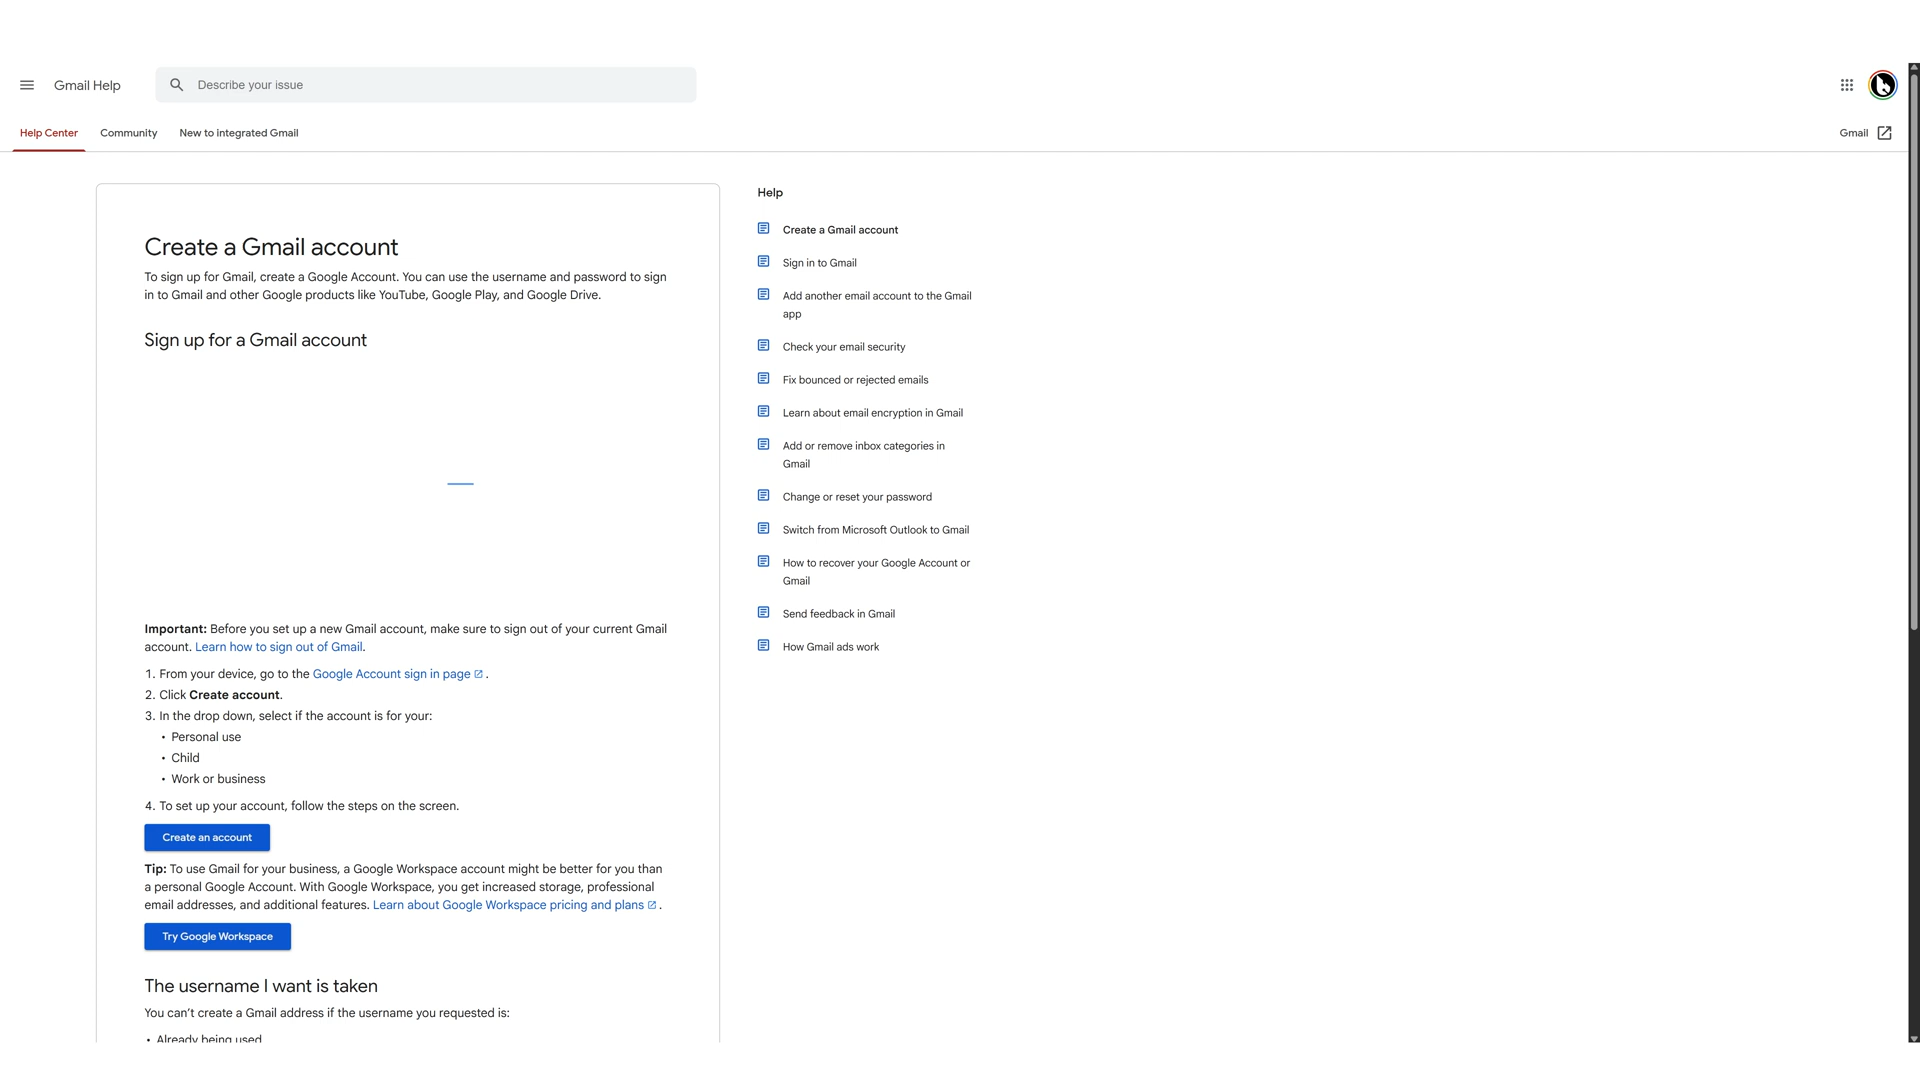 Gmail Help
Describe your issue
Help Center
Community
New to integrated Gmail
Gmail
Create a Gmail account
To sign up for Gmail, create a Google Account. You can use the username and password to sign
in to Gmail and other Google products like YouTube, Google Play, and Google Drive.
Sign up for a Gmail account
Important: Before you set up a new Gmail account, make sure to sign out of your current Gmail
account. Learn how to sign out of Gmail.
1. From your device, go to the Google Account sign in page .
2. Click Create account.
3. In the drop down, select if the account is for your:
• Personal use
• Child
• Work or business
4. To set up your account, follow the steps on the screen.
Create an account
Tip: To use Gmail for your business, a Google Workspace account might be better for you than
a personal Google Account. With Google Workspace, you get increased storage, professional
email addresses, and additional features. Learn about Google Workspace pricing and plans .
Try Google Workspace
The username I want is taken
You can’t create a Gmail address if the username you requested is:
• Already being used
Help
Create a Gmail account
Sign in to Gmail
Add another email account to the Gmail
app
Check your email security
Fix bounced or rejected emails
Learn about email encryption in Gmail
Add or remove inbox categories in
Gmail
Change or reset your password
Switch from Microsoft Outlook to Gmail
How to recover your Google Account or
Gmail
Send feedback in Gmail
How Gmail ads work